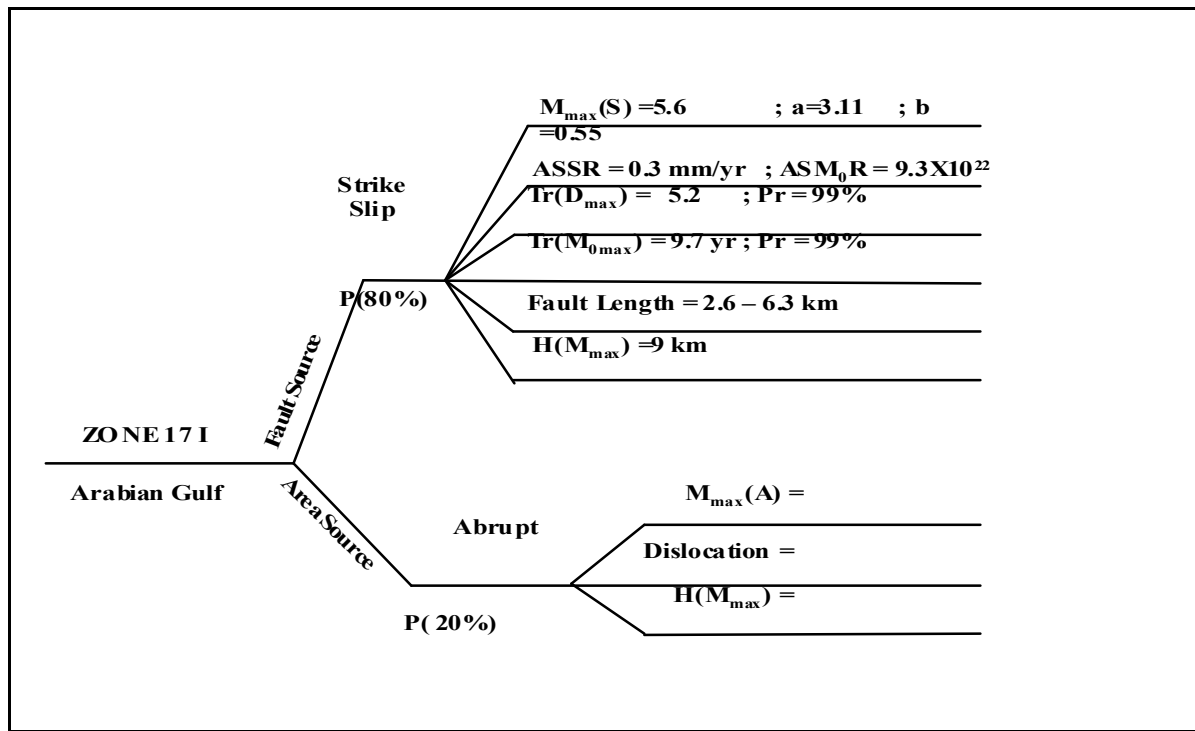 Mmax(S) =5.6 ; a=3.11 ; b
=0.55
ASSR = 0.3 mm/yr ; ASM₀R = 9.3X10²²
Tr(Dmax) = 5.2 ; Pr = 99%
Tr(M₀max) = 9.7 yr ; Pr = 99%
Fault Length = 2.6 – 6.3 km
H(Mmax) =9 km
Strike
Slip
P(80%)
Fault Source
ZONE 17 I
Arabian Gulf
Area Source
Abrupt
P( 20%)
Mmax(A) =
Dislocation =
H(Mmax) =